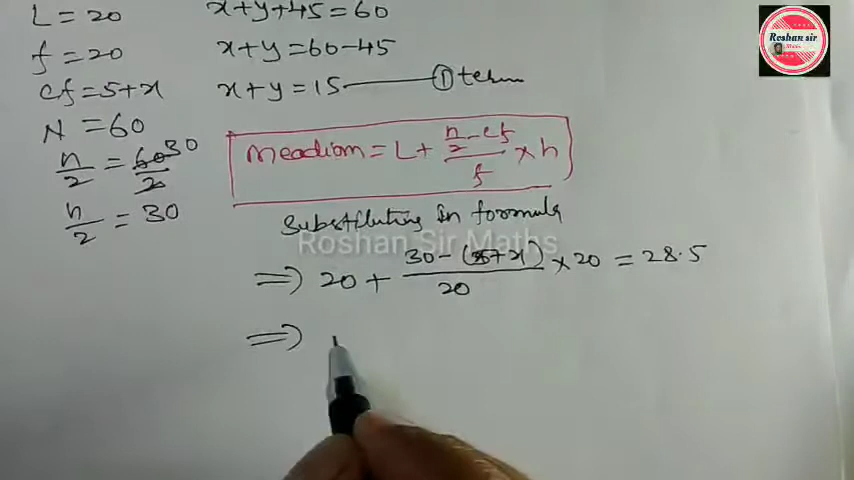 L = 20
x+y+45=60
f = 20
x+y=60-45
cf=5+x
x+y=15 ——— ① term
N = 60
n/2 = 60/2 30
Meadiam = L + (n/2 - cf)/f × h
n/2 = 30
Substituting in formula
Roshan Sir Maths
⇒ 20 + (30-(5+x))/20 × 20 = 28.5
⇒
Roshan sir